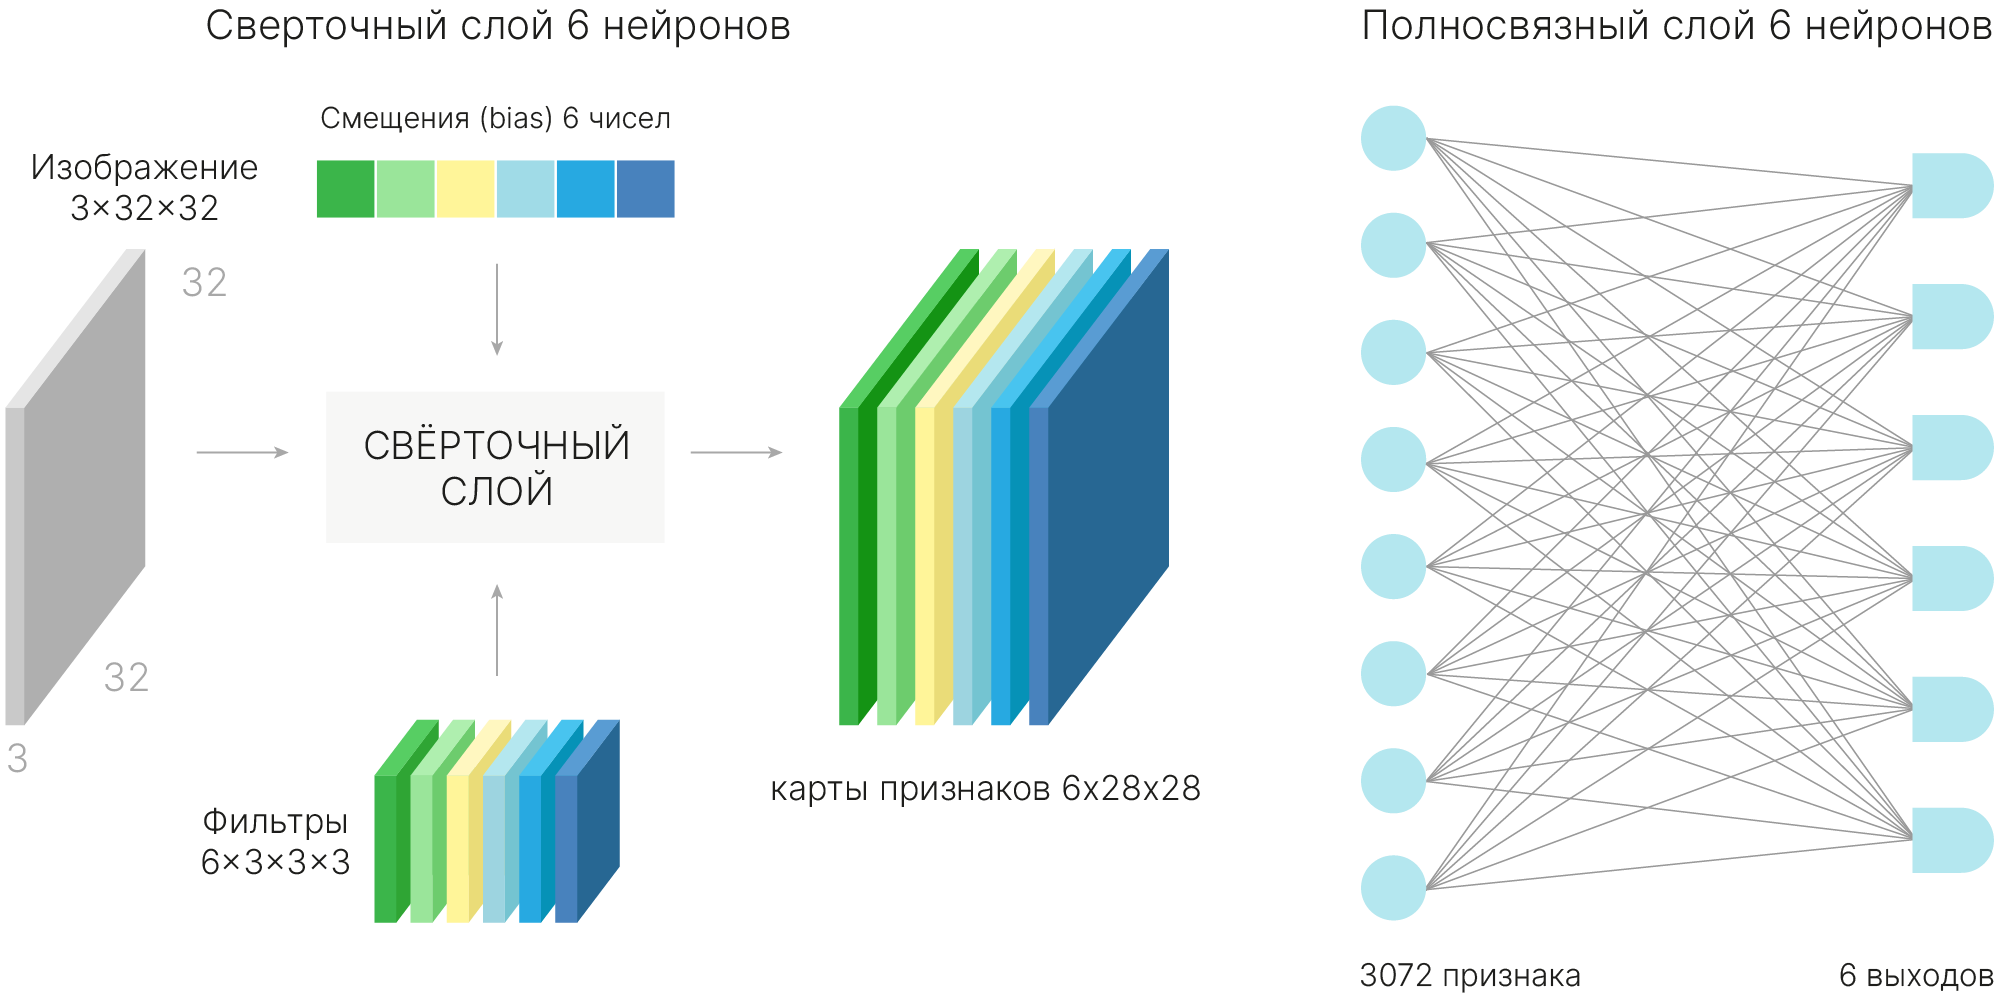 Сверточный слой 6 нейронов
Полносвязный слой 6 нейронов
Смещения (bias) 6 чисел
Изображение
3×32×32
32
СВЁРТОЧНЫЙ
СЛОЙ
32
3
карты признаков 6x28x28
Фильтры
6×3×3×3
3072 признака
6 выходов